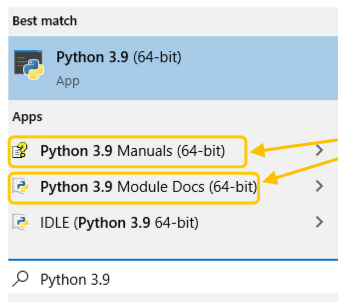 Best match
Python 3.9 (64-bit)
App
Apps
Python 3.9 Manuals (64-bit)
Python 3.9 Module Docs (64-bit)
IDLE (Python 3.9 64-bit)
Python 3.9